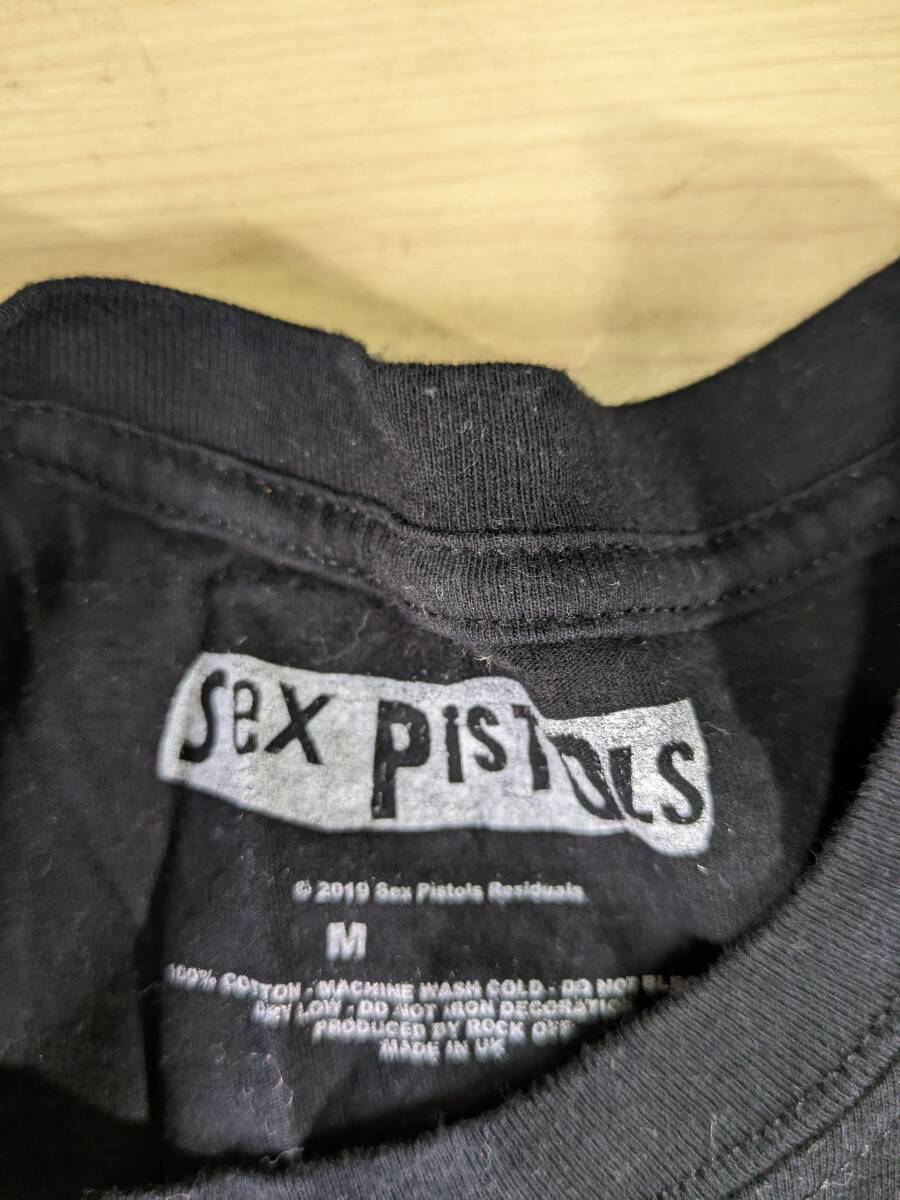 Sex PisTOLS
© 2019 Sex Pistols Residuals
M
100% COTTON - MACHINE WASH COLD - DO NOT
DRY LOW - DO NOT IRON DECORATION
PRODUCED BY ROCK OFF
MADE IN UK